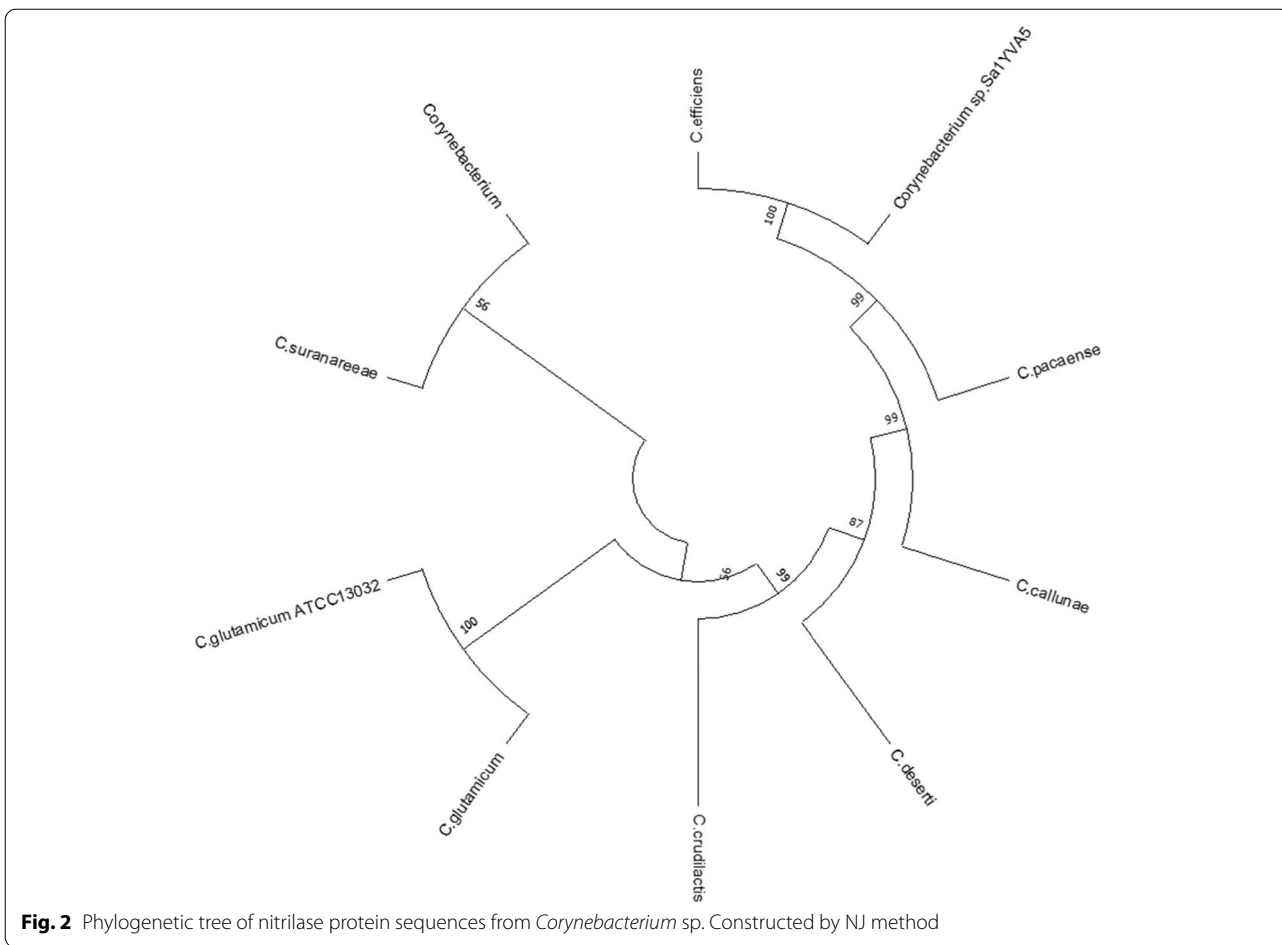 C.efficiens
Corynebacterium sp.Sa1YVA5
C.pacaense
C.callunae
C.deserti
C.crudilactis
C.glutamicum
C.glutamicum ATCC13032
C.suranareeae
Corynebacterium
100
99
99
87
99
56
100
56
Fig. 2 Phylogenetic tree of nitrilase protein sequences from Corynebacterium sp. Constructed by NJ method